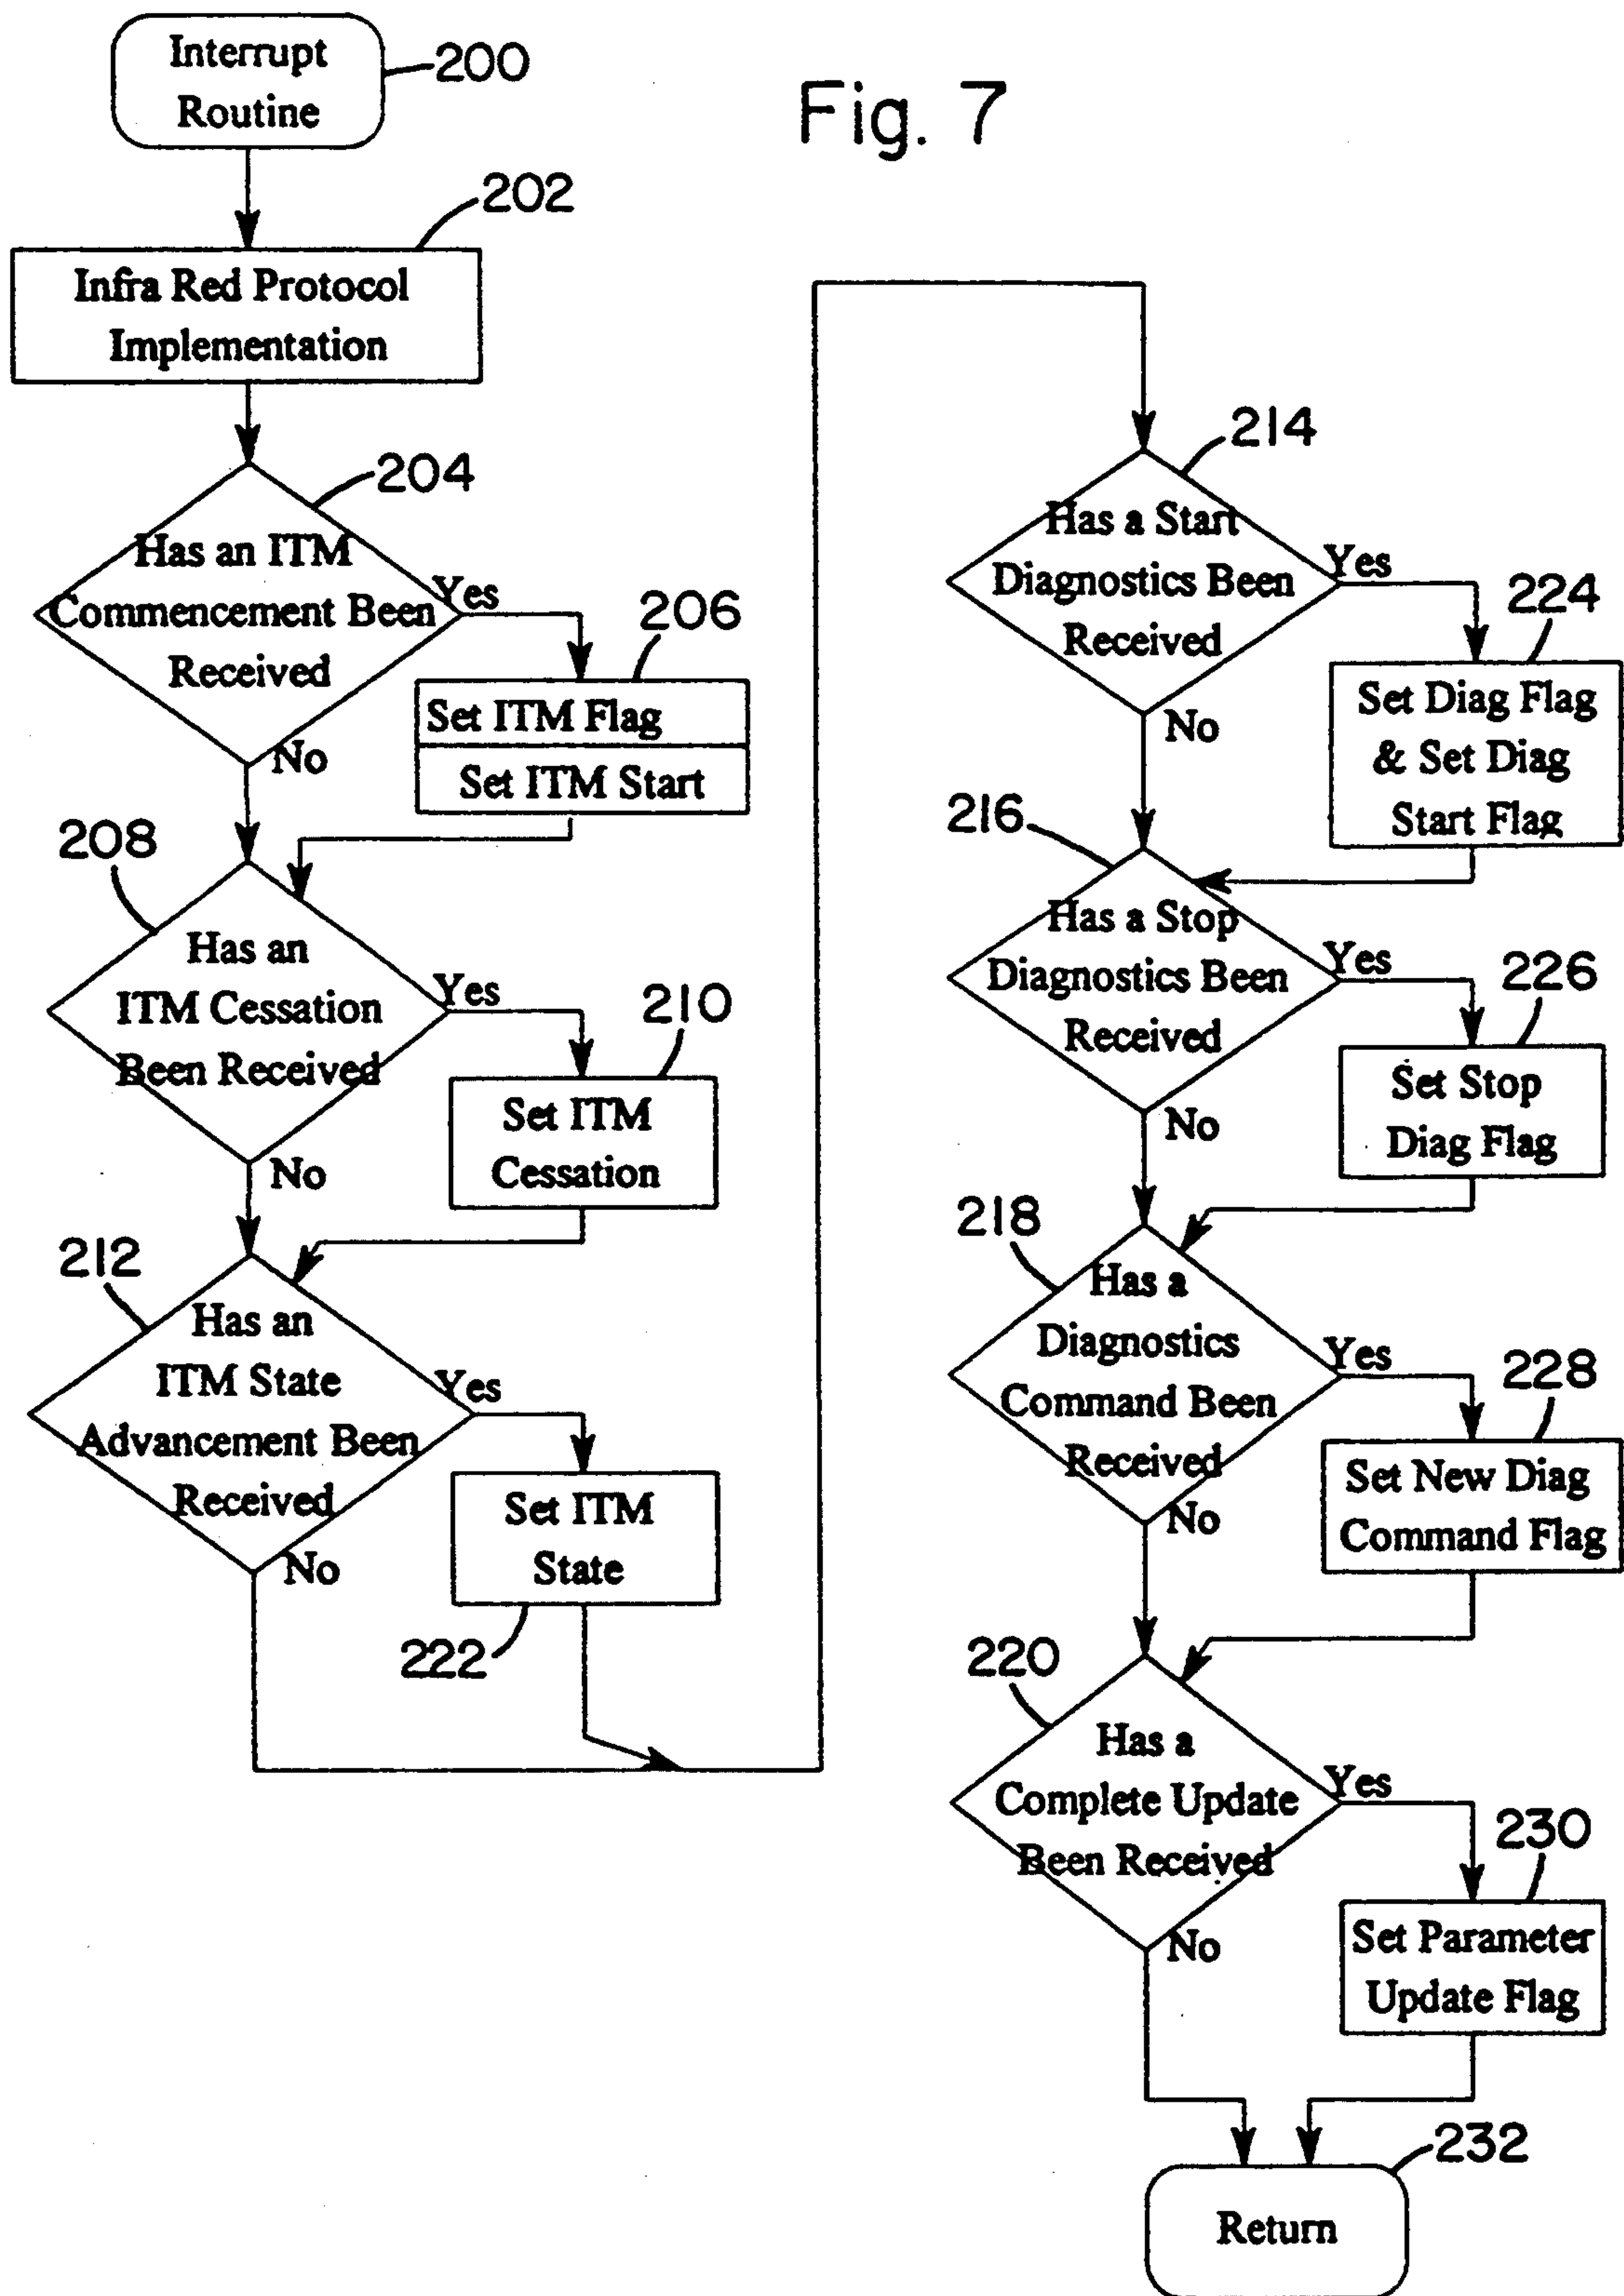 Fig. 7
Interrupt
Routine
200
202
Infra Red Protocol
Implementation
204
Has an ITM
Commencement Been
Received
Yes
No
206
Set ITM Flag
Set ITM Start
208
Has an
ITM Cessation
Been Received
Yes
No
210
Set ITM
Cessation
212
Has an
ITM State
Advancement Been
Received
Yes
No
Set ITM
State
222
214
Has a Start
Diagnostics Been
Received
Yes
No
224
Set Diag Flag
& Set Diag
Start Flag
216
Has a Stop
Diagnostics Been
Received
Yes
No
226
Set Stop
Diag Flag
218
Has a
Diagnostics
Command Been
Received
Yes
No
228
Set New Diag
Command Flag
220
Has a
Complete Update
Been Received
Yes
No
230
Set Parameter
Update Flag
232
Return